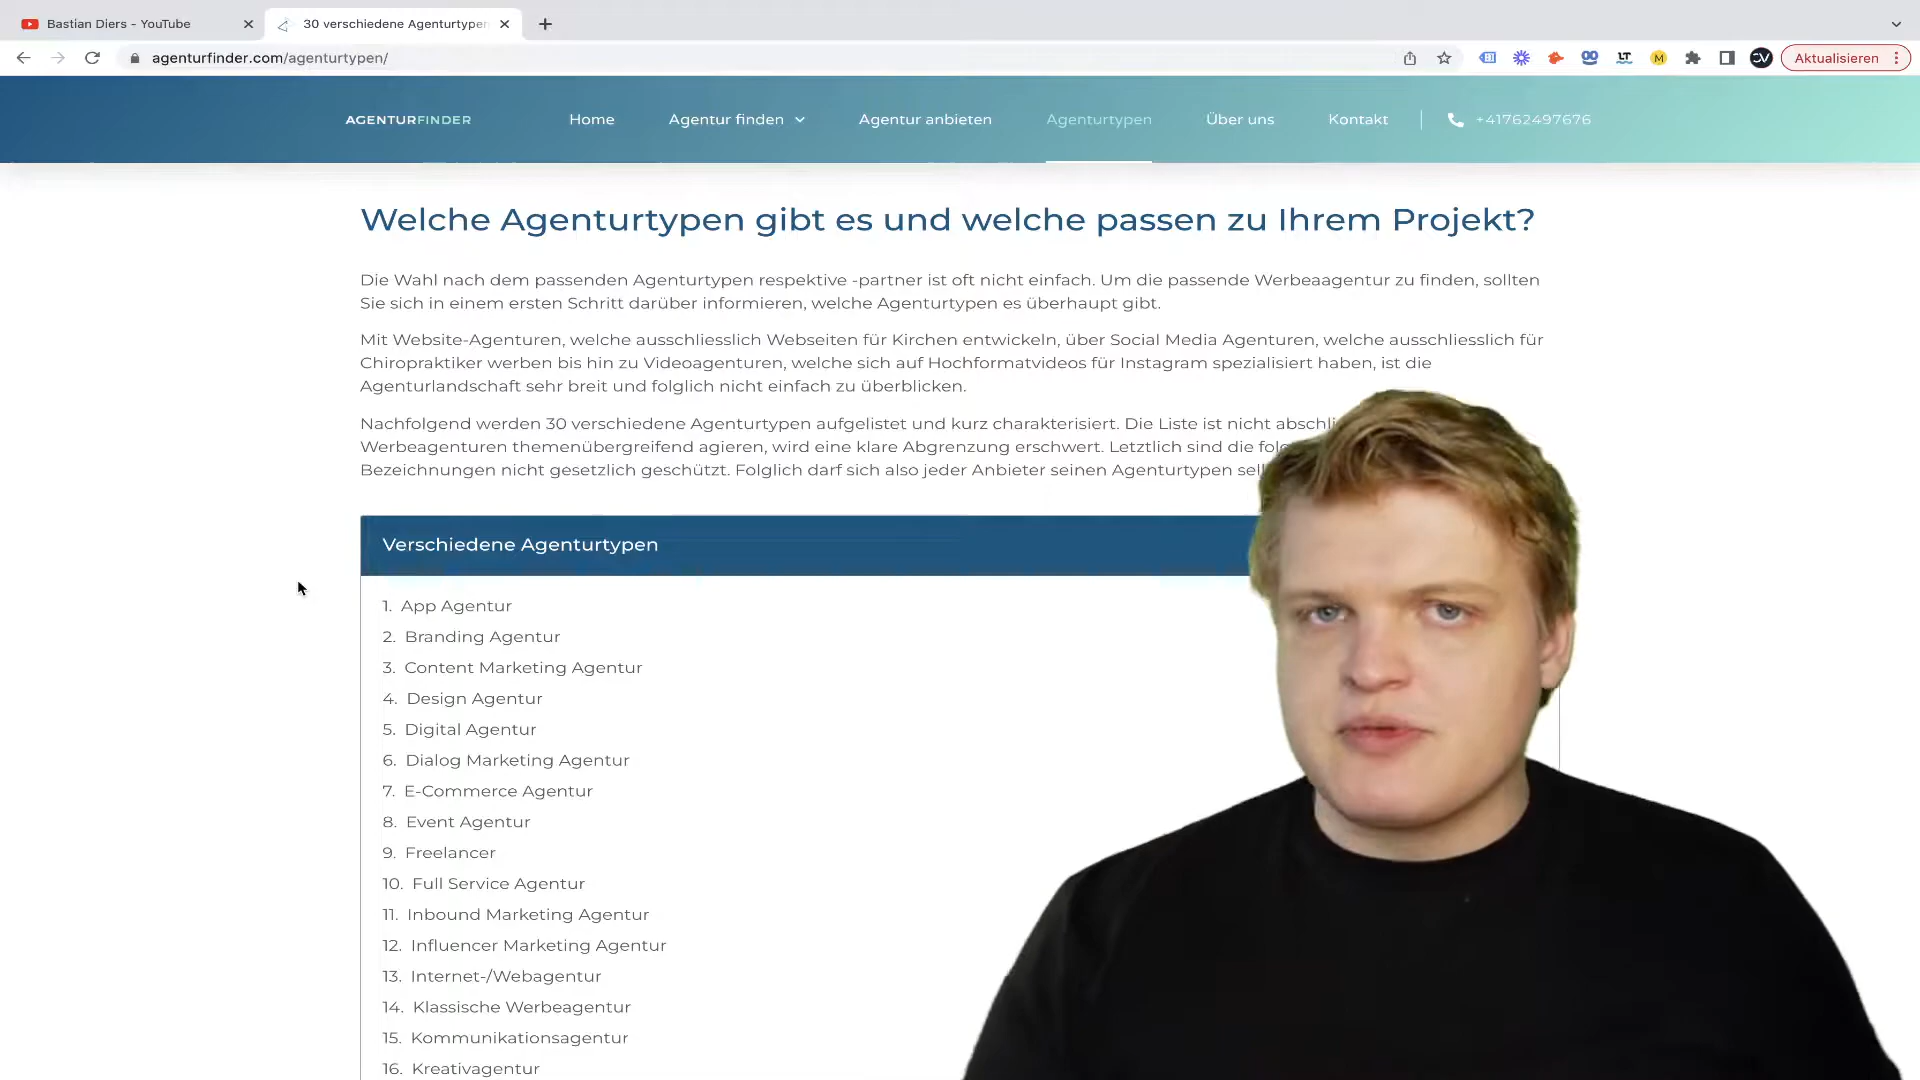 Bastian Diers - YouTube
30 verschiedene Agenturtypen
agenturfinder.com/agenturtypen/
LT
M
Aktualisieren
AGENTURFINDER
Home
Agentur finden
Agentur anbieten
Agenturtypen
Über uns
Kontakt
+41762497676
Welche Agenturtypen gibt es und welche passen zu Ihrem Projekt?
Die Wahl nach dem passenden Agenturtypen respektive -partner ist oft nicht einfach. Um die passende Werbeaagentur zu finden, sollten
Sie sich in einem ersten Schritt darüber informieren, welche Agenturtypen es überhaupt gibt.
Mit Website-Agenturen, welche ausschliesslich Webseiten für Kirchen entwickeln, über Social Media Agenturen, welche ausschliesslich für
Chiropraktiker werben bis hin zu Videoagenturen, welche sich auf Hochformatvideos für Instagram spezialisiert haben, ist die
Agenturlandschaft sehr breit und folglich nicht einfach zu überblicken.
Nachfolgend werden 30 verschiedene Agenturtypen aufgelistet und kurz charakterisiert. Die Liste ist nicht
Werbeagenturen themenübergreifend agieren, wird eine klare Abgrenzung erschwert. Letztlich sind die
Bezeichnungen nicht gesetzlich geschützt. Folglich darf sich also jeder Anbieter seinen Agenturtypen
Verschiedene Agenturtypen
1. App Agentur
2. Branding Agentur
3. Content Marketing Agentur
4. Design Agentur
5. Digital Agentur
6. Dialog Marketing Agentur
7. E-Commerce Agentur
8. Event Agentur
9. Freelancer
10. Full Service Agentur
11. Inbound Marketing Agentur
12. Influencer Marketing Agentur
13. Internet-/Webagentur
14. Klassische Werbeagentur
15. Kommunikationsagentur
16. Kreativagentur